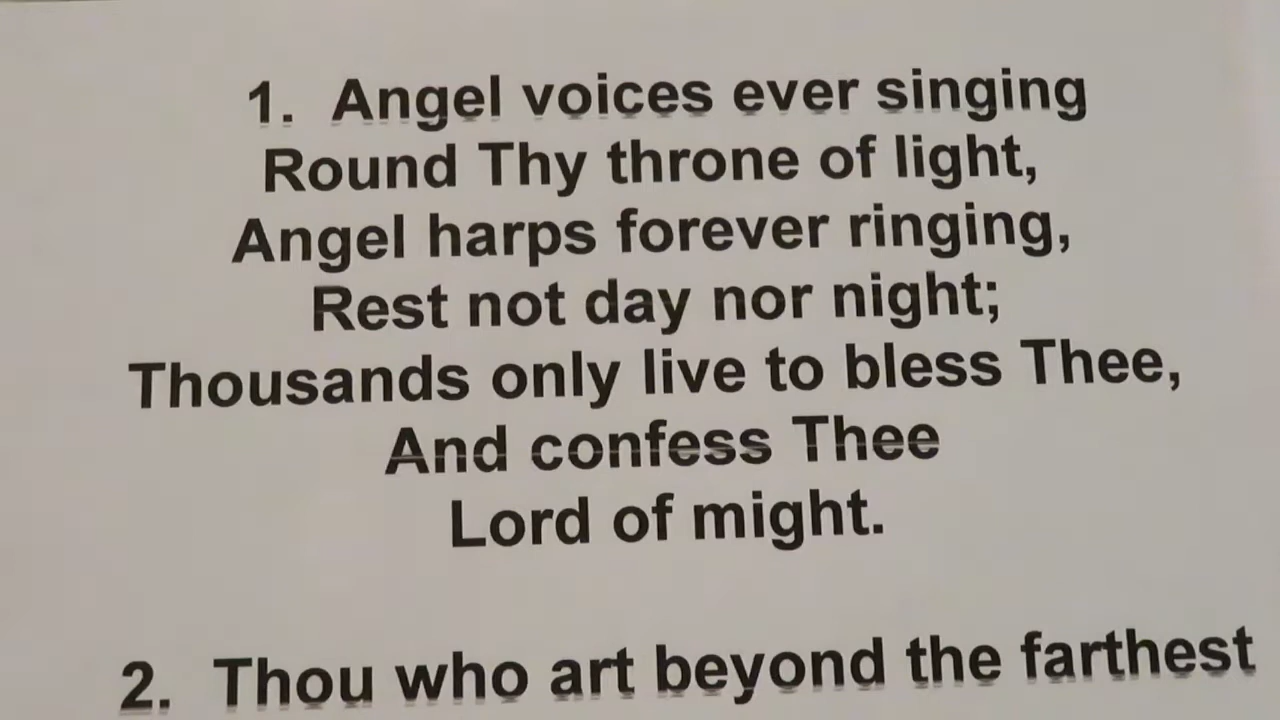 1. Angel voices ever singing
Round Thy throne of light,
Angel harps forever ringing,
Rest not day nor night;
Thousands only live to bless Thee,
And confess Thee
Lord of might.
2. Thou who art beyond the farthest